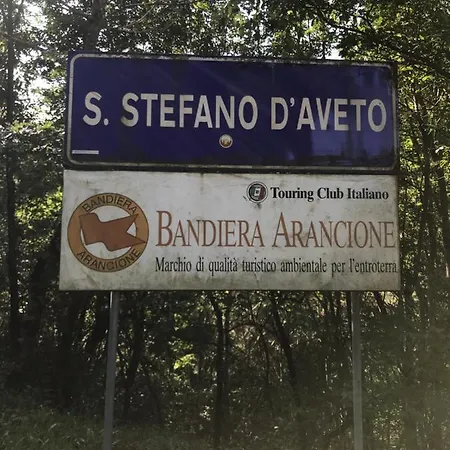 S. STEFANO D'AVETO
Touring Club Italiano
BANDIERA ARANCIONE
BANDIERA ARANCIONE
Marchio di qualità turistico ambientale per l'entroterra